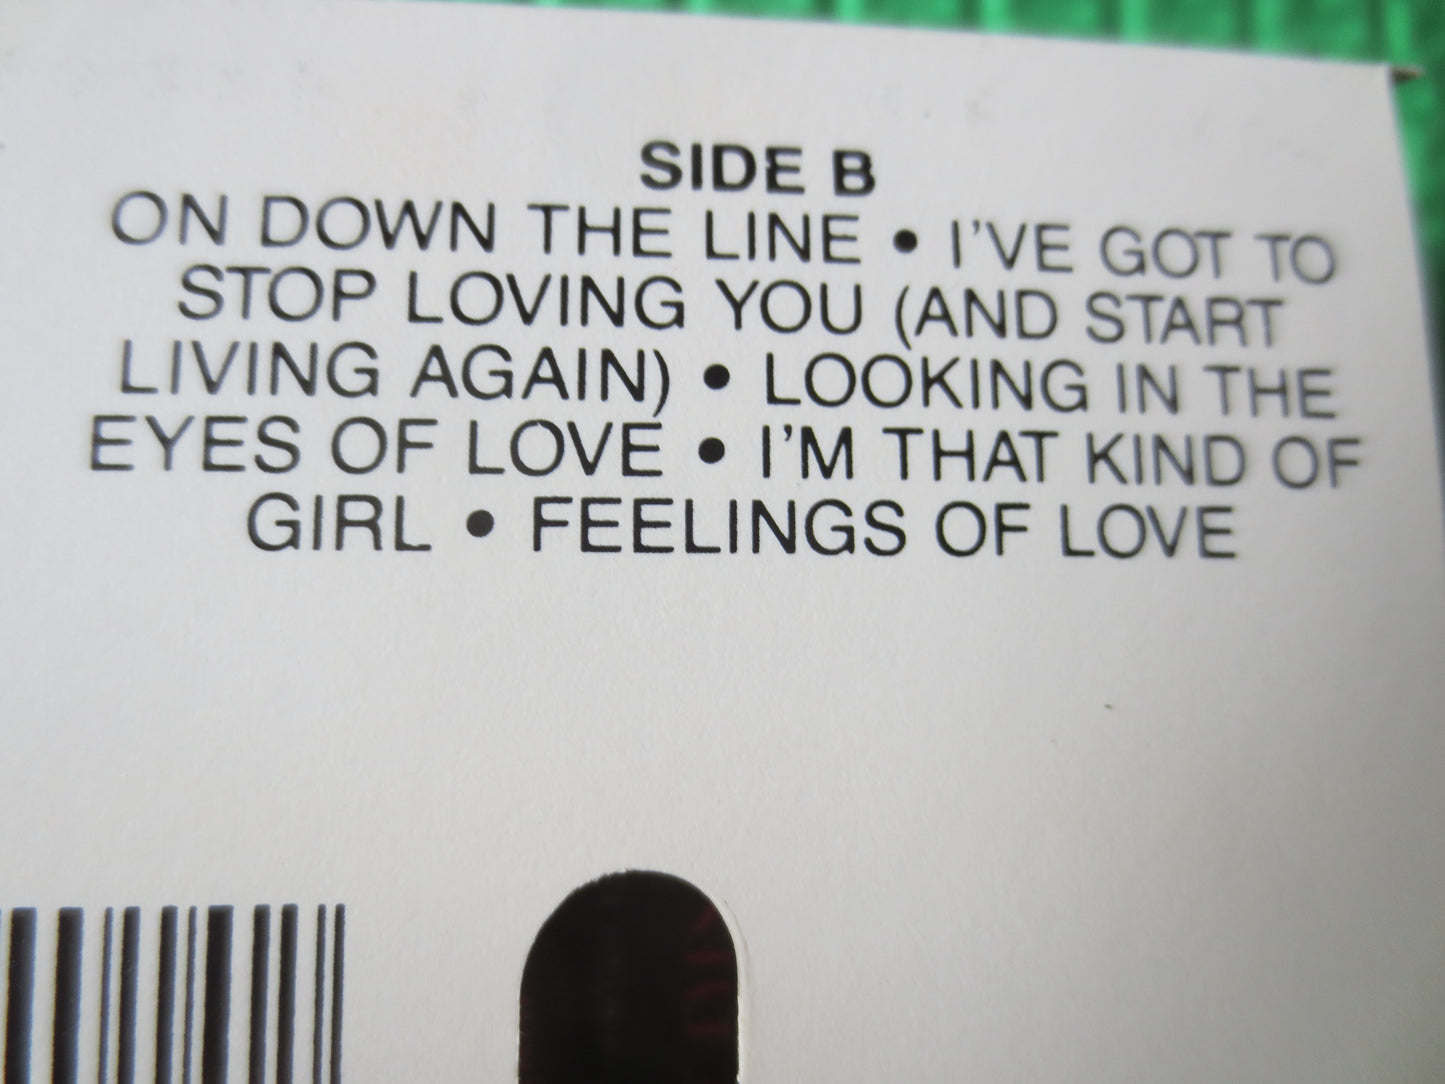 SIDE B
ON DOWN THE LINE • I'VE GOT TO
STOP LOVING YOU (AND START
LIVING AGAIN) • LOOKING IN THE
EYES OF LOVE • I'M THAT KIND OF
GIRL • FEELINGS OF LOVE